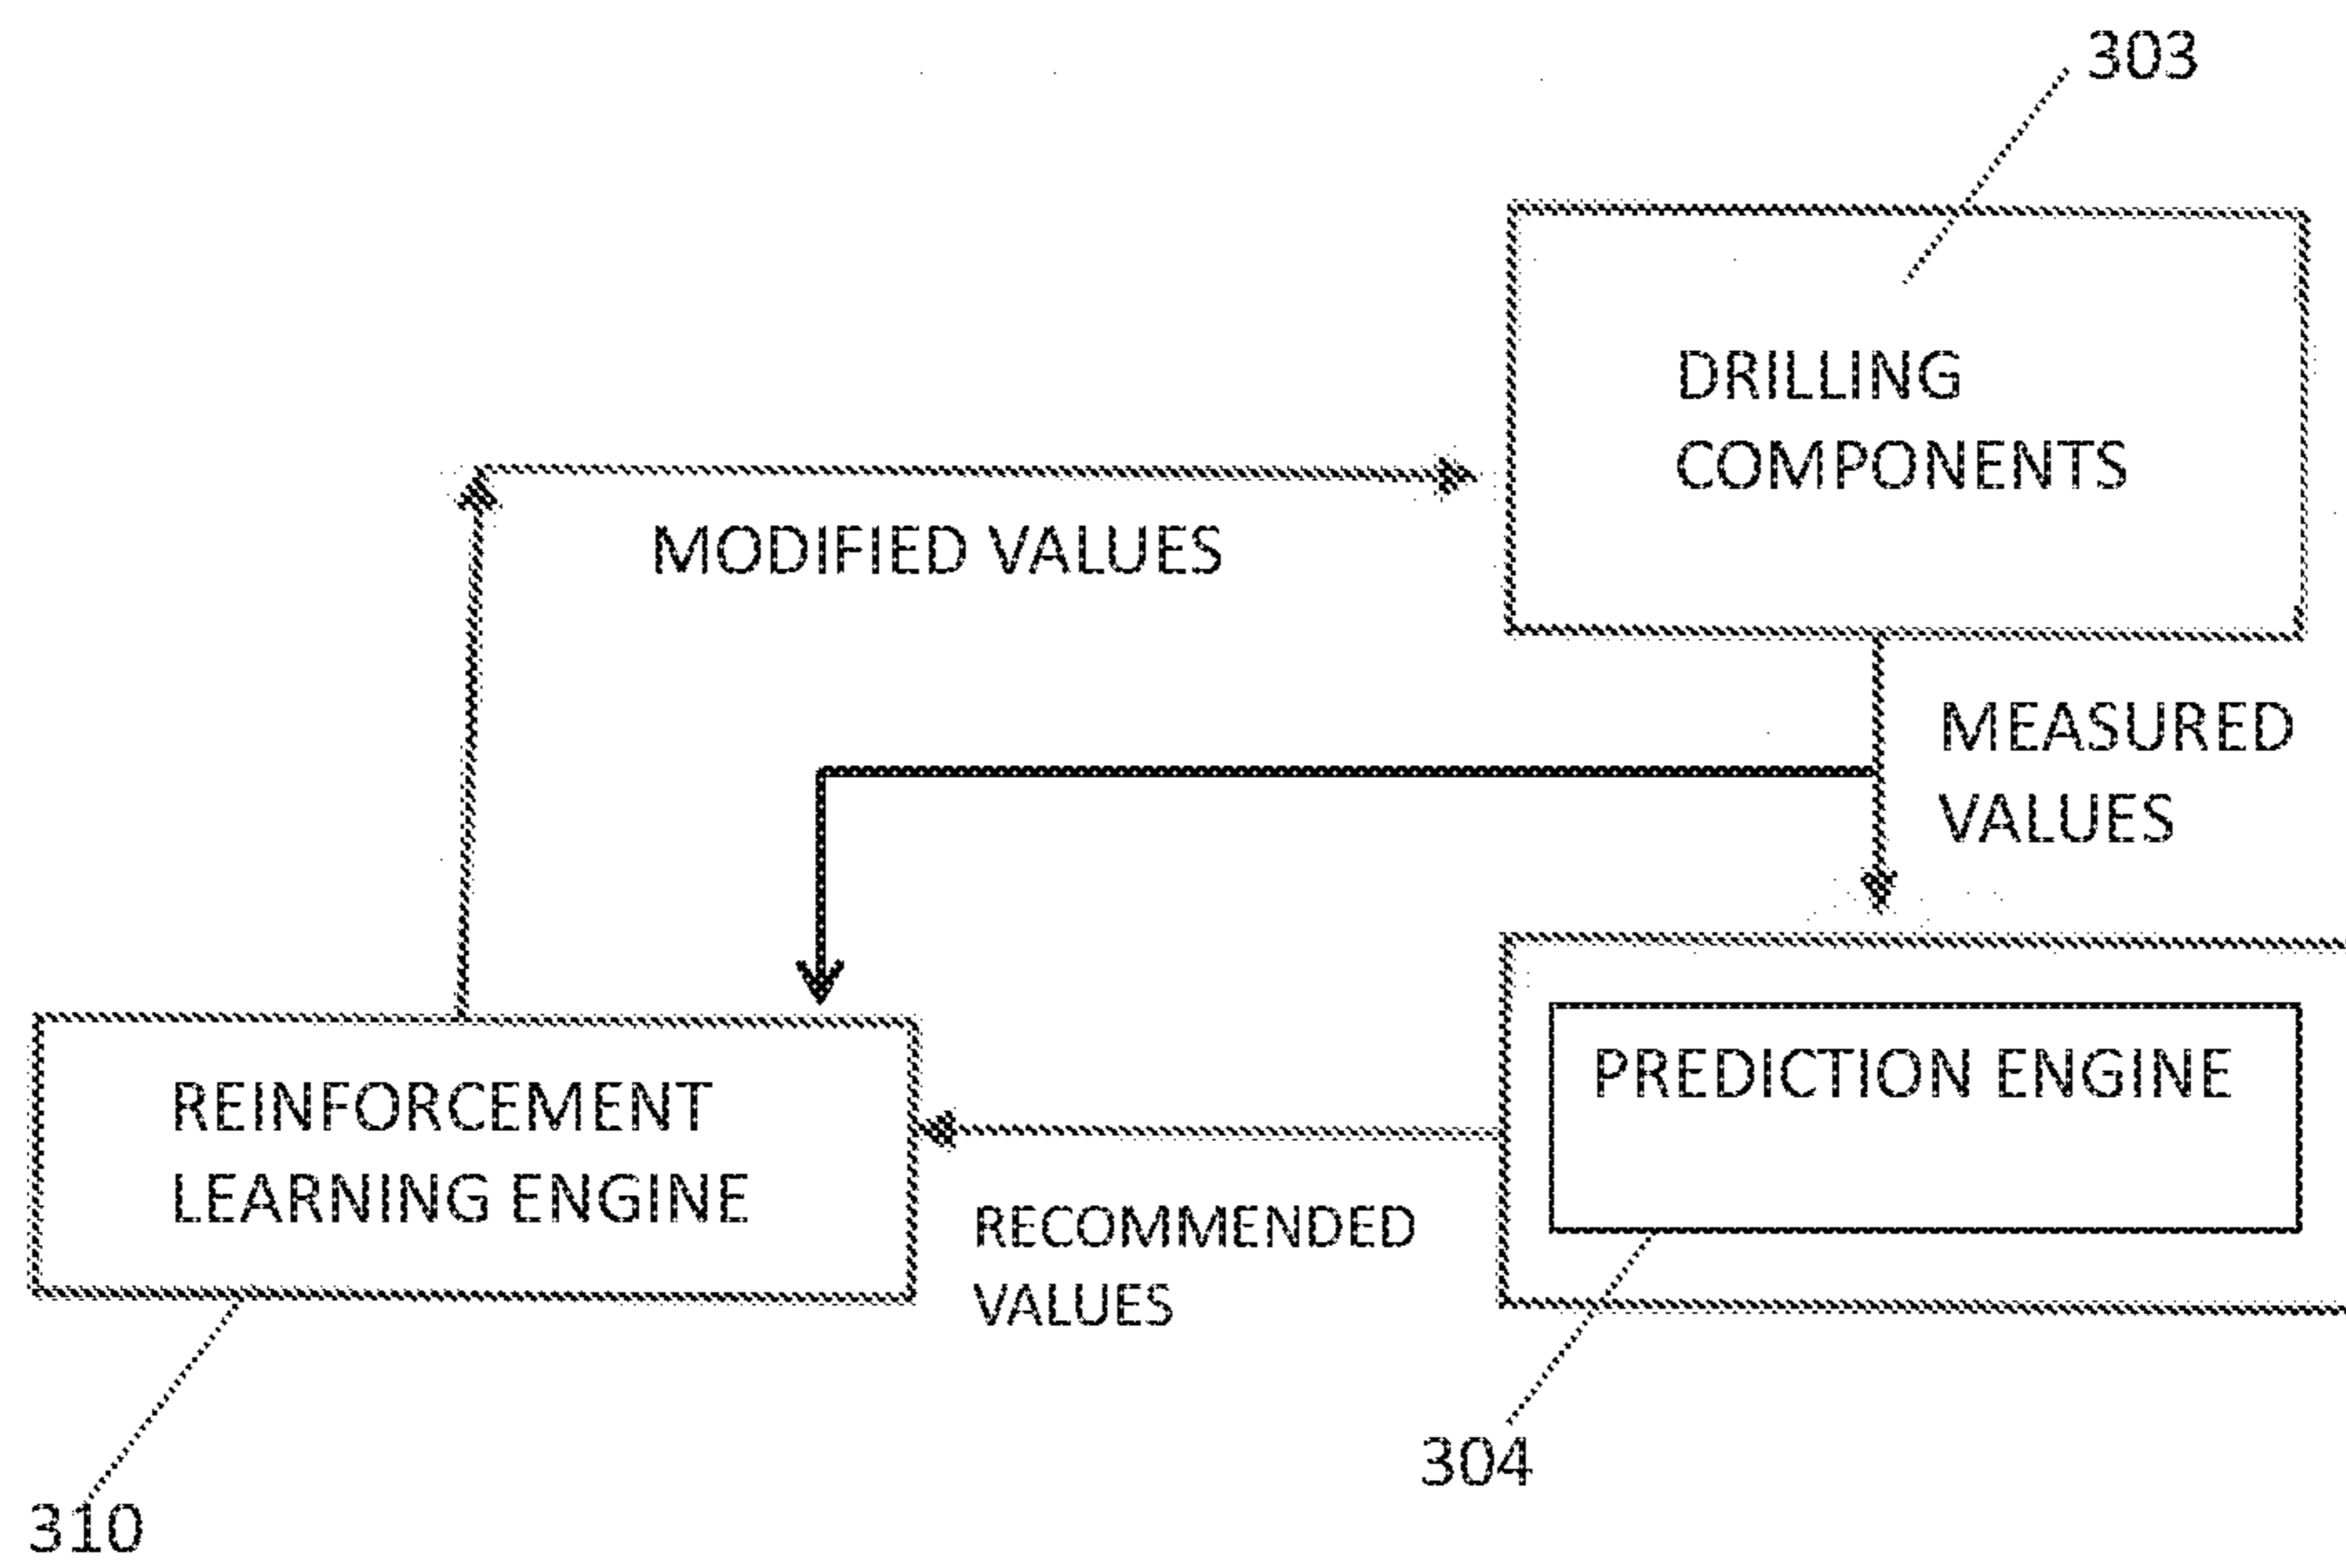 303
DRILLING
COMPONENTS
MODIFIED VALUES
MEASURED
VALUES
PREDICTION ENGINE
REINFORCEMENT
LEARNING ENGINE
RECOMMENDED
VALUES
304
310